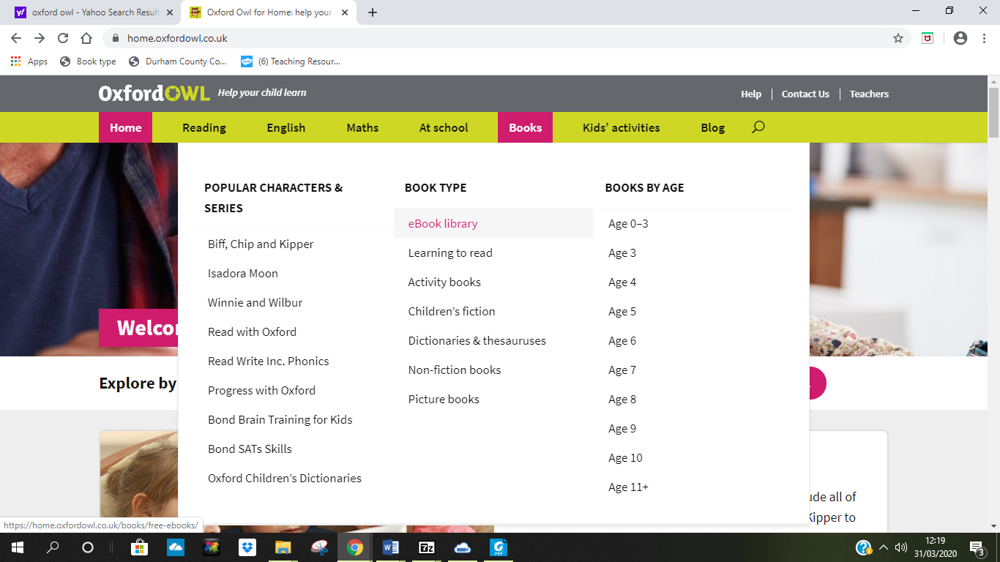 oxford owl - Yahoo Search Result
Oxford Owl for Home: help your
home.oxfordowl.co.uk
Apps
Book type
Durham County Co...
(6) Teaching Resour...
OxfordOWL Help your child learn
Help
Contact Us
Teachers
Home
Reading
English
Maths
At school
Books
Kids' activities
Blog
POPULAR CHARACTERS &
SERIES
Biff, Chip and Kipper
Isadora Moon
Winnie and Wilbur
Read with Oxford
Read Write Inc. Phonics
Progress with Oxford
Bond Brain Training for Kids
Bond SATs Skills
Oxford Children's Dictionaries
BOOK TYPE
eBook library
Learning to read
Activity books
Children's fiction
Dictionaries & thesauruses
Non-fiction books
Picture books
BOOKS BY AGE
Age 0–3
Age 3
Age 4
Age 5
Age 6
Age 7
Age 8
Age 9
Age 10
Age 11+
Explore by
Kipper to
all of
https://home.oxfordowl.co.uk/books/free-ebooks/
12:19
31/03/2020
3